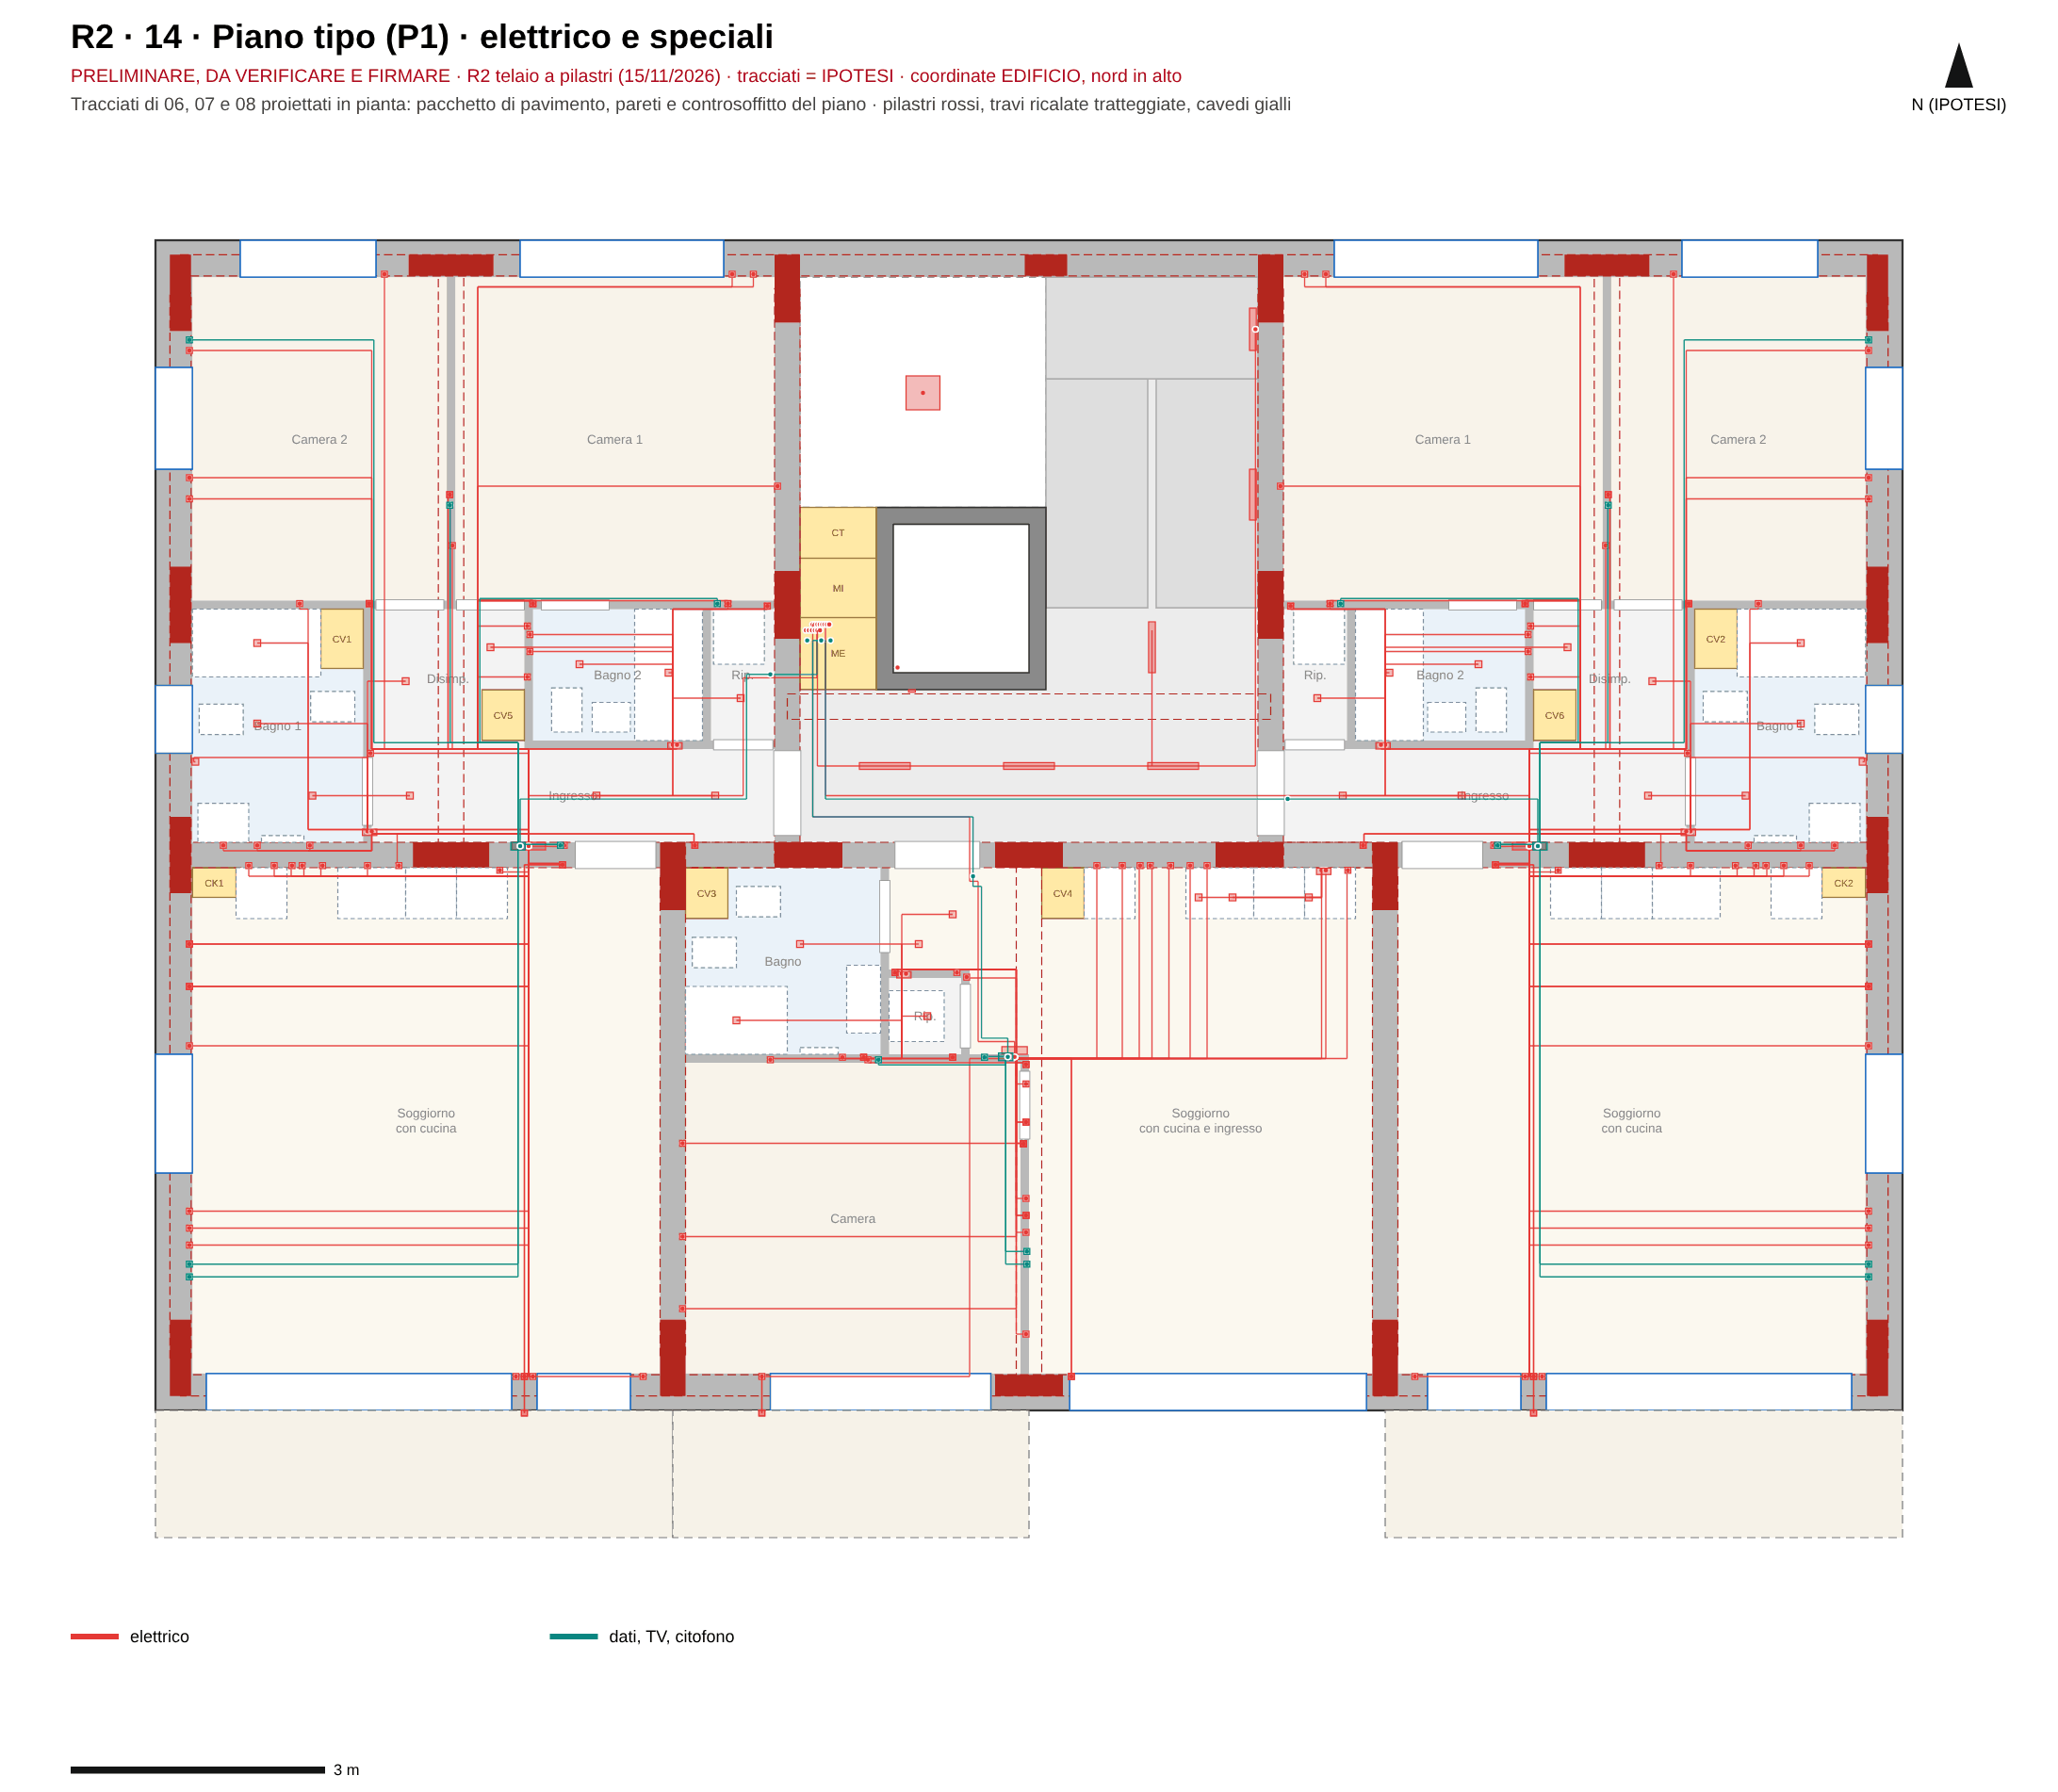 R2 · 14 · Piano tipo (P1) · elettrico e speciali
PRELIMINARE, DA VERIFICARE E FIRMARE · R2 telaio a pilastri (15/11/2026) · tracciati = IPOTESI · coordinate EDIFICIO, nord in alto
Tracciati di 06, 07 e 08 proiettati in pianta: pacchetto di pavimento, pareti e controsoffitto del piano · pilastri rossi, travi ricalate tratteggiate, cavedi gialli
N (IPOTESI)
Camera 2
Camera 1
Camera 1
Camera 2
CT
MI
ME
CV1
CV2
Disimp.
Bagno 2
Rip.
Rip.
Bagno 2
Disimp.
CV5
CV6
Bagno 1
Bagno 1
Ingresso
Ingresso
CK1
CV3
CV4
CK2
Bagno
Rip.
Soggiorno
con cucina
Soggiorno
con cucina e ingresso
Soggiorno
con cucina
Camera
elettrico
dati, TV, citofono
3 m